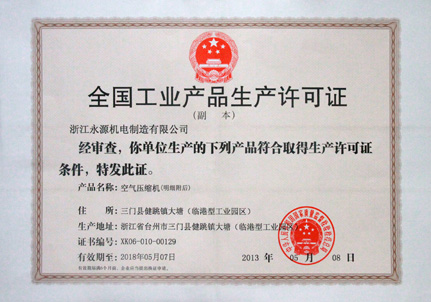 全国工业产品生产许可证
(副 本)
浙江永源机电制造有限公司
经审查，你单位生产的下列产品符合取得生产许可证
条件，特发此证。
产品名称：空气压缩机(明细附后)
住 所：三门县健跳镇大塘（临港型工业园区）
生产地址：浙江省台州市三门县健跳镇大塘（临港型工业园区）
证书编号：XK06-010-00129
有效期至：2018年05月07日
2013 年 05 月 08 日